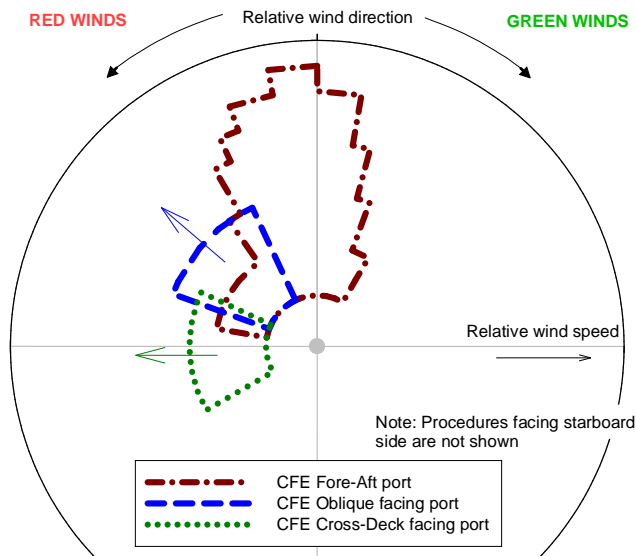 RED WINDS
Relative wind direction
GREEN WINDS
Relative wind speed
Note: Procedures facing starboard
side are not shown
CFE Fore-Aft port
CFE Oblique facing port
CFE Cross-Deck facing port